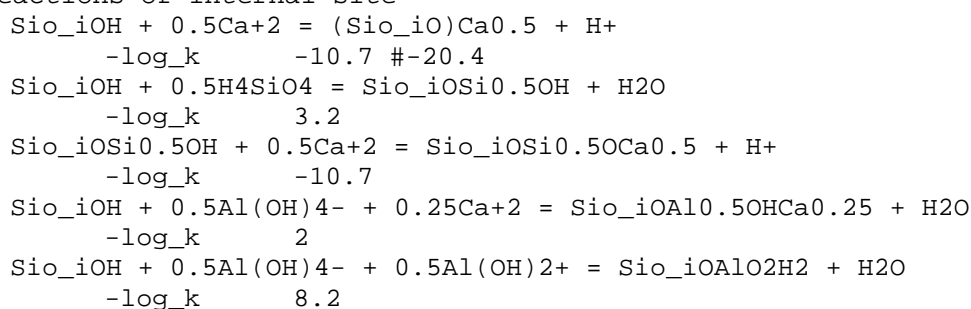 reactions of internal site
Sio_iOH + 0.5Ca+2 = (Sio_iO)Ca0.5 + H+
-log_k -10.7 #-20.4
Sio_iOH + 0.5H4SiO4 = Sio_iOSi0.5OH + H2O
-log_k 3.2
Sio_iOSi0.5OH + 0.5Ca+2 = Sio_iOSi0.5OCa0.5 + H+
-log_k -10.7
Sio_iOH + 0.5Al(OH)4- + 0.25Ca+2 = Sio_iOAl0.5OHCa0.25 + H2O
-log_k 2
Sio_iOH + 0.5Al(OH)4- + 0.5Al(OH)2+ = Sio_iOAlO2H2 + H2O
-log_k 8.2